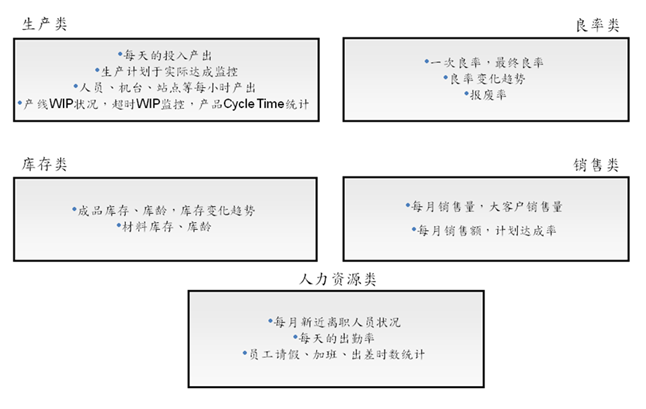 生产类
•每天的投入产出
•生产计划于实际达成监控
•人员、机台、站点等每小时产出
•产线WIP状况，超时WIP监控，产品Cycle Time统计
良率类
•一次良率，最终良率
•良率变化趋势
•报废率
库存类
•成品库存、库龄，库存变化趋势
•材料库存、库龄
销售类
•每月销售量，大客户销售量
•每月销售额，计划达成率
人力资源类
•每月新近离职人员状况
•每天的出勤率
•员工请假、加班、出差时数统计